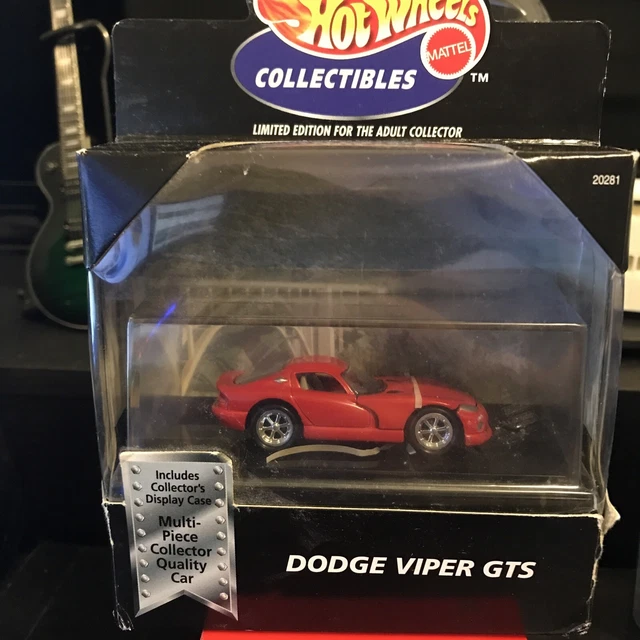 HOT WHEELS
MATTEL
COLLECTIBLES ™
LIMITED EDITION FOR THE ADULT COLLECTOR
20281
Includes
Collector's
Display Case
Multi-
Piece
Collector
Quality
Car
DODGE VIPER GTS